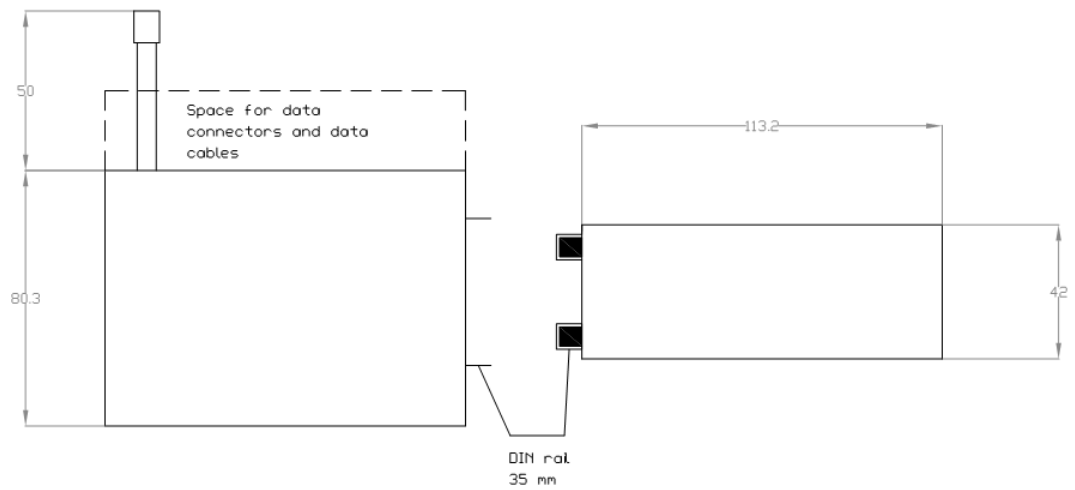 50
Space for data
connectors and data
cables
113.2
80.3
42
DIN rail
35 mm